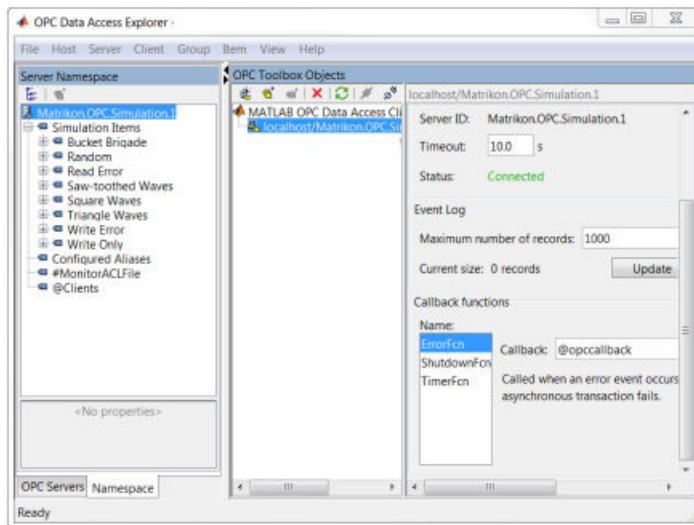 OPC Data Access Explorer -
File Host Server Client Group Item View Help
Server Namespace
Matrikon.OPC.Simulation.1
Simulation Items
Bucket Brigade
Random
Read Error
Saw-toothed Waves
Square Waves
Triangle Waves
Write Error
Write Only
Configured Aliases
#MonitorACLFile
@Clients
<No properties>
OPC Servers Namespace
Ready
OPC Toolbox Objects
MATLAB OPC Data Access Cli
localhost/Matrikon.OPC.Si
localhost/Matrikon.OPC.Simulation.1
Server ID: Matrikon.OPC.Simulation.1
Timeout: 10.0 s
Status: Connected
Event Log
Maximum number of records: 1000
Current size: 0 records Update
Callback functions
Name:
ErrorFcn
ShutdownFcn
TimerFcn
Callback: @opccallback
Called when an error event occurs
asynchronous transaction fails.